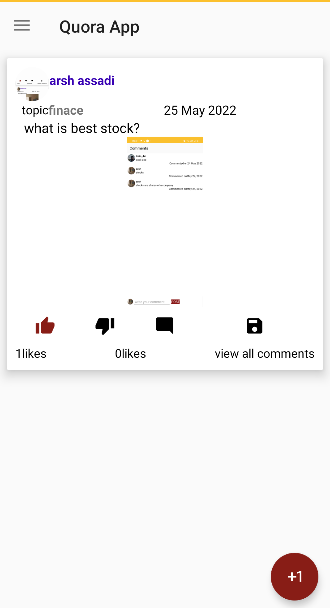 Quora App
arsh assadi
topicfinace 25 May 2022
what is best stock?
Comments
1likes 0likes view all comments
+1